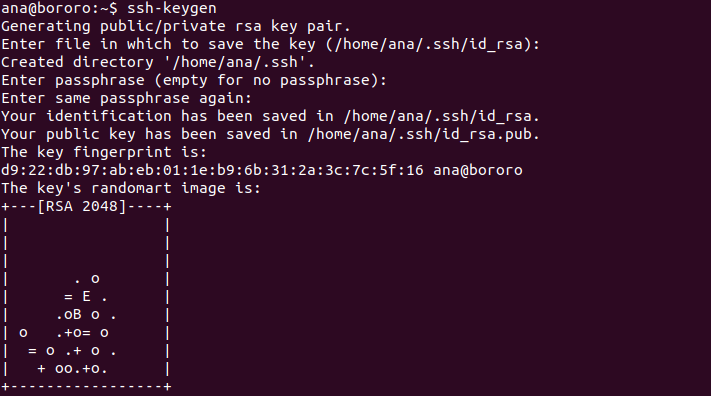 ana@bororo:~$ ssh-keygen
Generating public/private rsa key pair.
Enter file in which to save the key (/home/ana/.ssh/id_rsa):
Created directory '/home/ana/.ssh'.
Enter passphrase (empty for no passphrase):
Enter same passphrase again:
Your identification has been saved in /home/ana/.ssh/id_rsa.
Your public key has been saved in /home/ana/.ssh/id_rsa.pub.
The key fingerprint is:
d9:22:db:97:ab:eb:01:1e:b9:6b:31:2a:3c:7c:5f:16 ana@bororo
The key's randomart image is:
+---[RSA 2048]----+
|                 |
|                 |
|                 |
|       . o       |
|      = E .      |
|     .oB o .     |
| o   .+o= o      |
|  = o .+ o .     |
|   + oo.+o.      |
+-----------------+